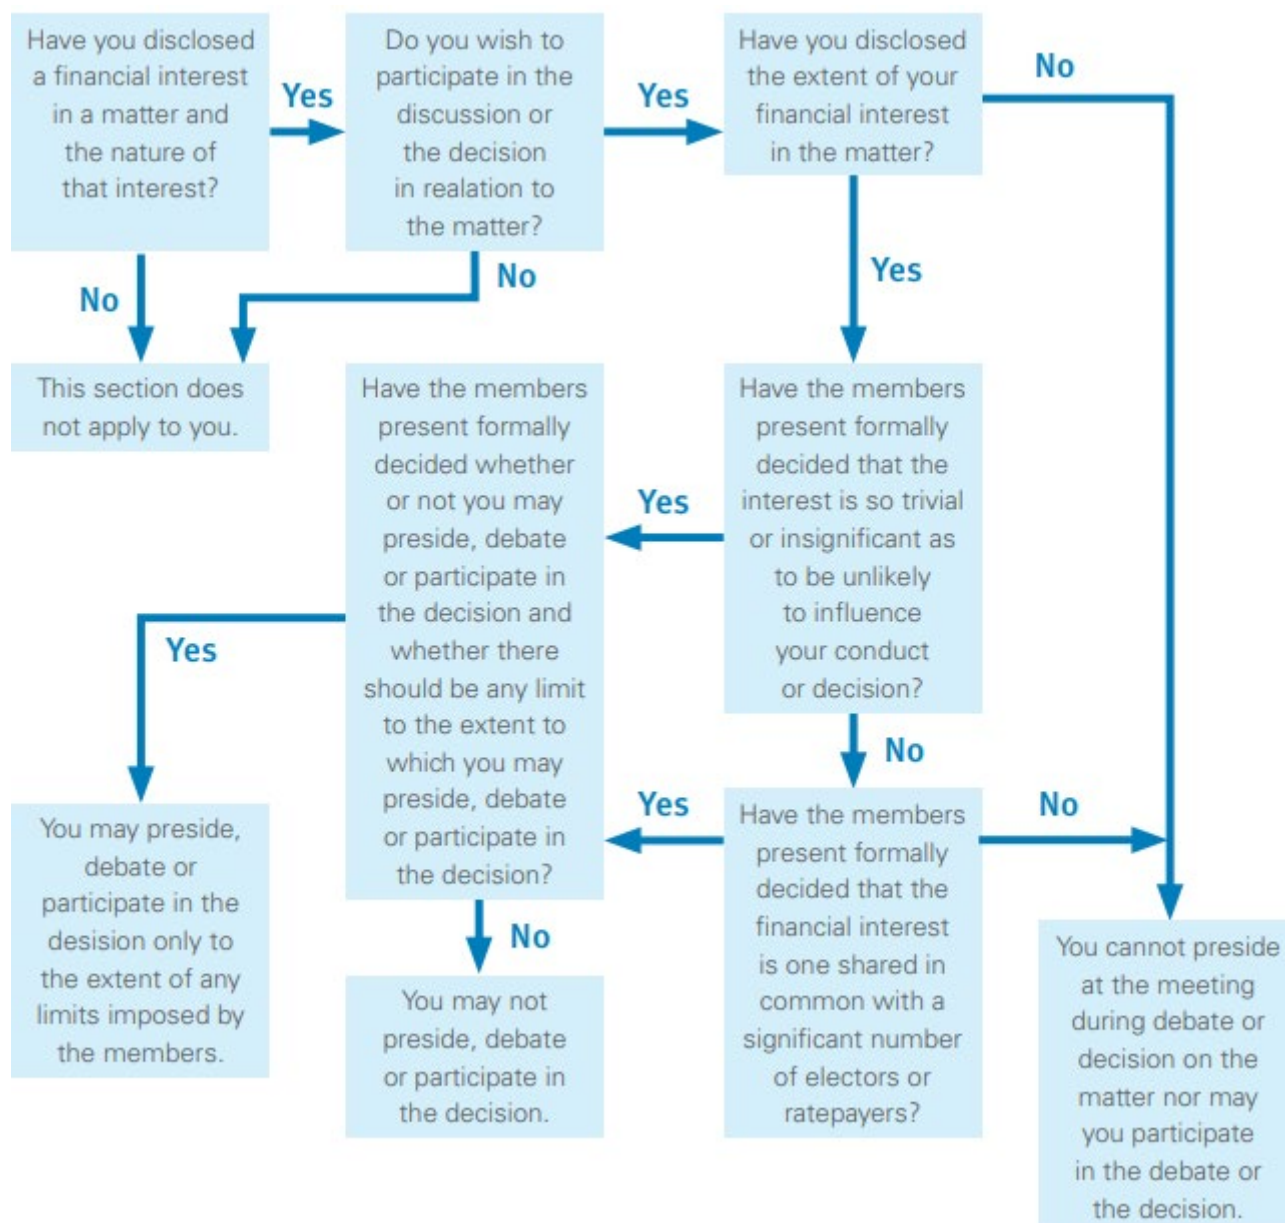 Have you disclosed
a financial interest
in a matter and
the nature of
that interest?
Yes
Do you wish to
participate in the
discussion or
the decision
in realation to
the matter?
Yes
Have you disclosed
the extent of your
financial interest
in the matter?
No
No
No
Yes
This section does
not apply to you.
Have the members
present formally
decided whether
or not you may
preside, debate
or participate in
the decision and
whether there
should be any limit
to the extent to
which you may
preside, debate
or participate in
the decision?
Yes
Have the members
present formally
decided that the
interest is so trivial
or insignificant as
to be unlikely
to influence
your conduct
or decision?
Yes
No
You may preside,
debate or
participate in the
desision only to
the extent of any
limits imposed by
the members.
Yes
Have the members
present formally
decided that the
financial interest
is one shared in
common with a
significant number
of electors or
ratepayers?
No
No
You may not
preside, debate
or participate in
the decision.
You cannot preside
at the meeting
during debate or
decision on the
matter nor may
you participate
in the debate or
the decision.